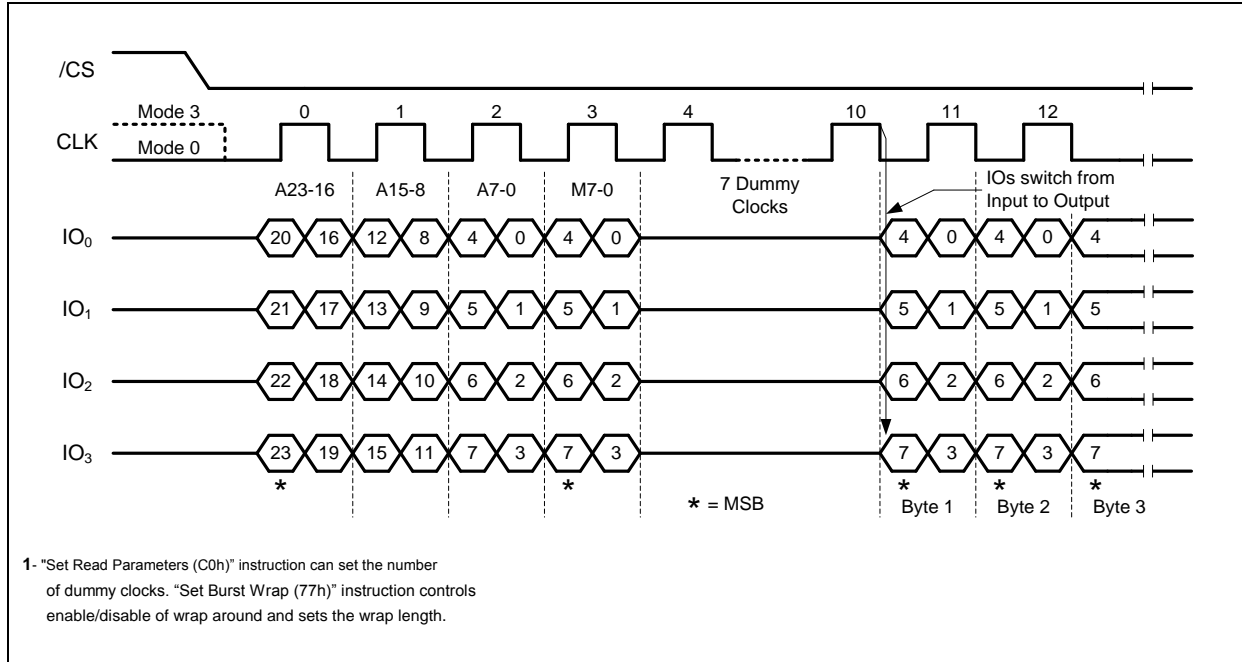 /CS
Mode 3 0 1 2 3 4 10 11 12
CLK
Mode 0
A23-16 A15-8 A7-0 M7-0 7 Dummy IOs switch from
Clocks Input to Output
IO₀ 20 16 12 8 4 0 4 0 4 0 4 0 4
IO₁ 21 17 13 9 5 1 5 1 5 1 5 1 5
IO₂ 22 18 14 10 6 2 6 2 6 2 6 2 6
IO₃ 23 19 15 11 7 3 7 3 7 3 7 3 7
* * * * *
* = MSB Byte 1 Byte 2 Byte 3
1- "Set Read Parameters (C0h)” instruction can set the number
of dummy clocks. “Set Burst Wrap (77h)” instruction controls
enable/disable of wrap around and sets the wrap length.